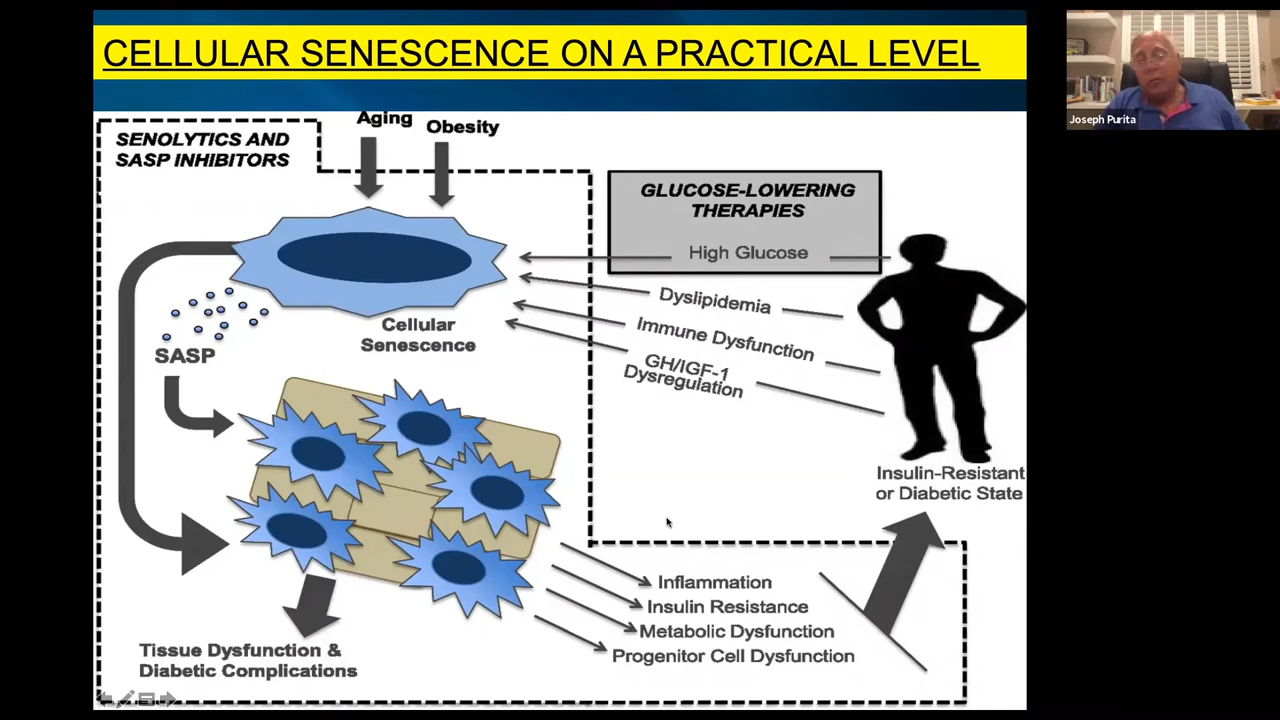 CELLULAR SENESCENCE ON A PRACTICAL LEVEL
Joseph Purita
SENOLYTICS AND
SASP INHIBITORS
Aging
Obesity
GLUCOSE-LOWERING
THERAPIES
High Glucose
Dyslipidemia
Immune Dysfunction
GH/IGF-1
Dysregulation
Cellular
Senescence
SASP
Insulin-Resistant
or Diabetic State
Inflammation
Insulin Resistance
Metabolic Dysfunction
Progenitor Cell Dysfunction
Tissue Dysfunction &
Diabetic Complications